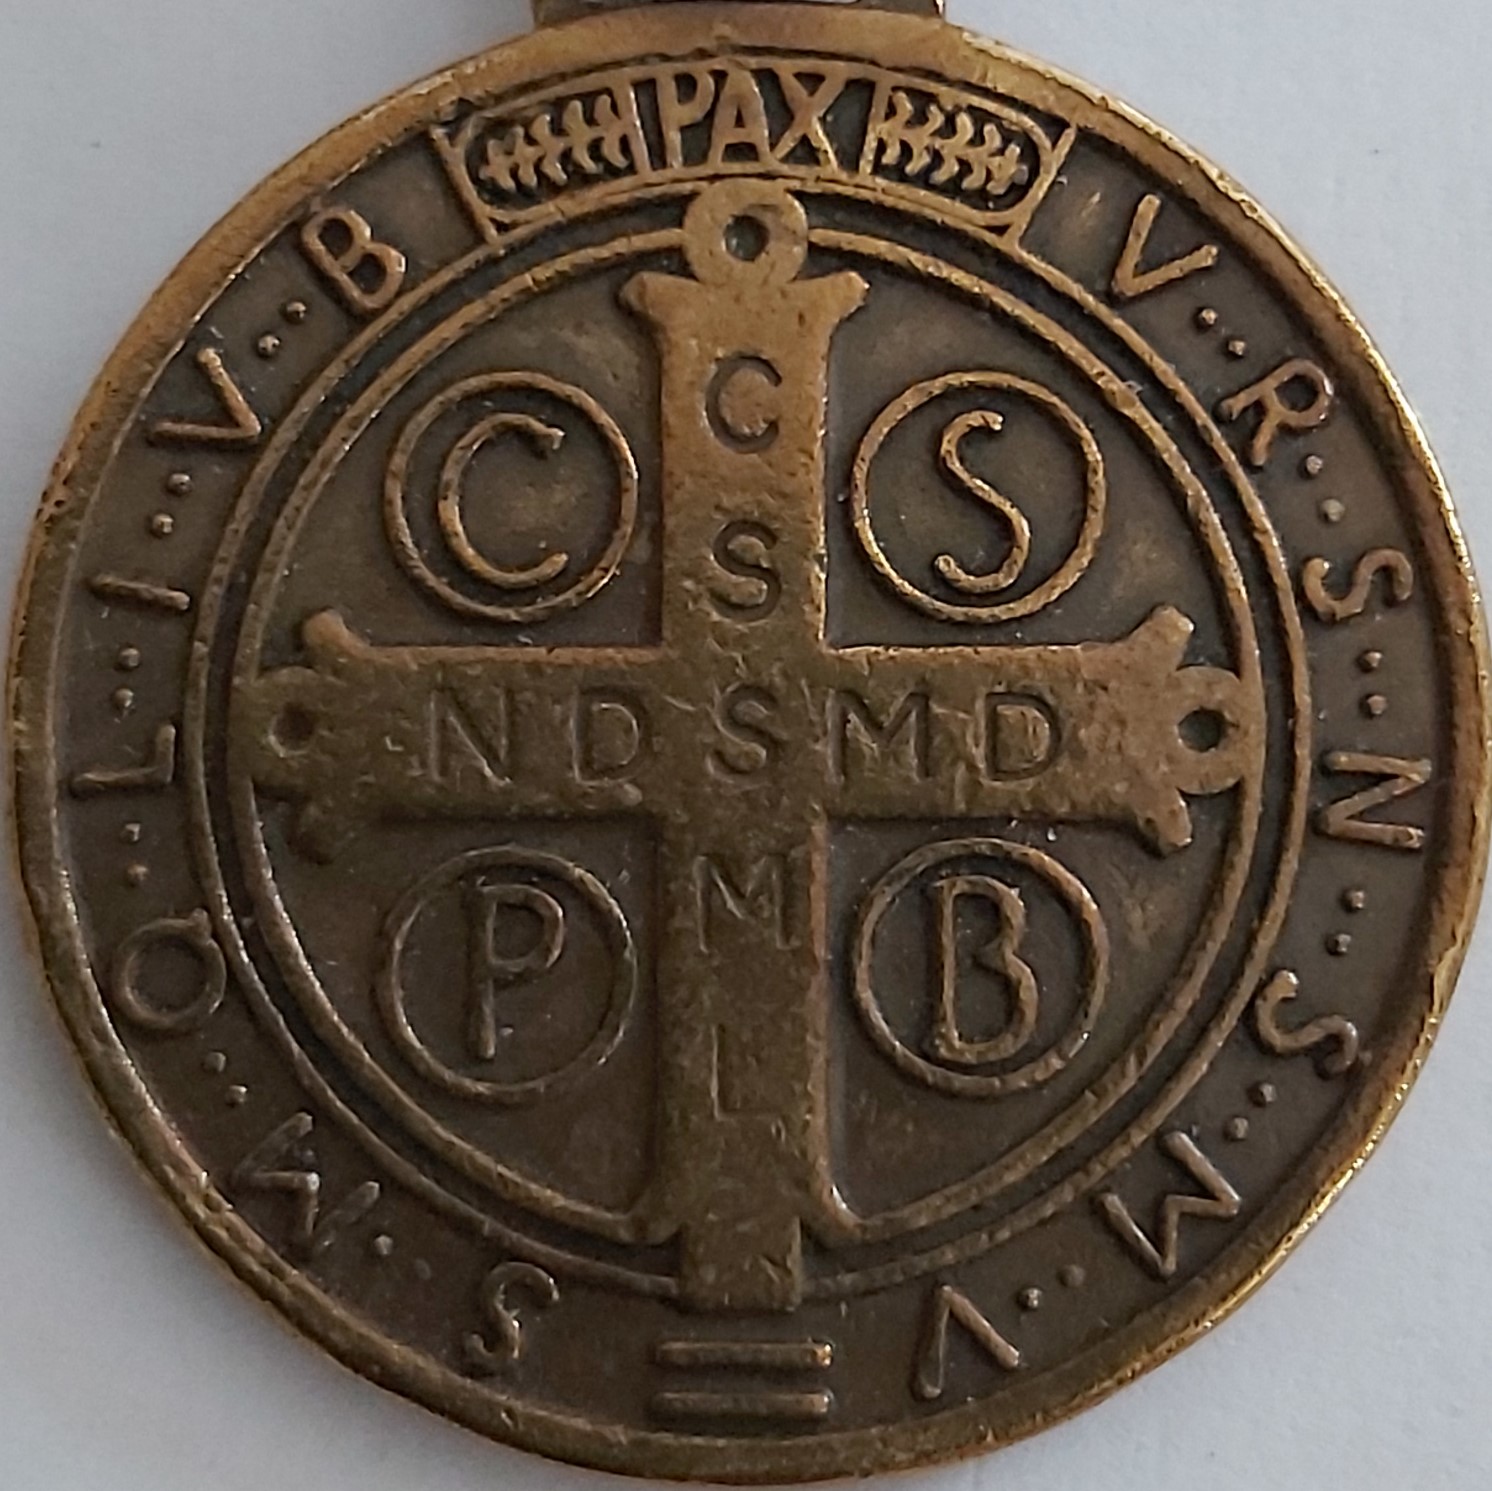 PAX
V·R·S·N·S·M·V
S·M·Q·L·I·V·B
C S
C
S
N D S M D
M
L
P B